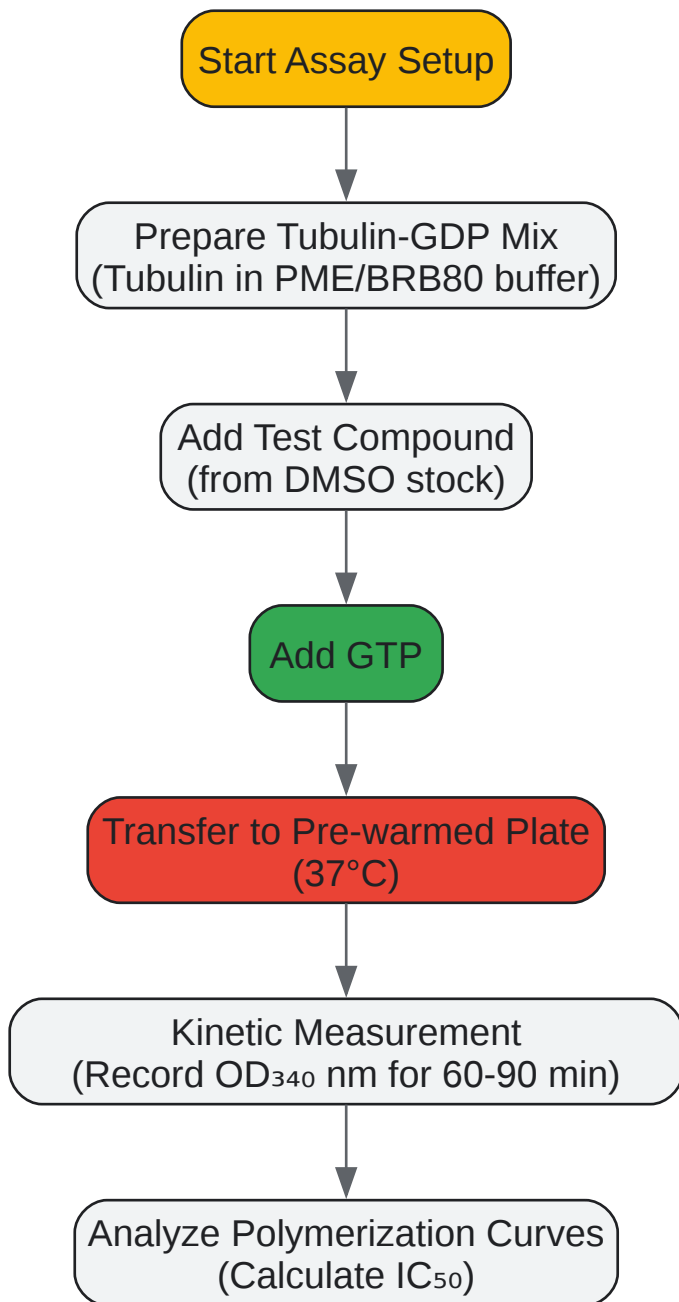 Start Assay Setup
Prepare Tubulin-GDP Mix
(Tubulin in PME/BRB80 buffer)
Add Test Compound
(from DMSO stock)
Add GTP
Transfer to Pre-warmed Plate
(37°C)
Kinetic Measurement
(Record OD₃₄₀ nm for 60-90 min)
Analyze Polymerization Curves
(Calculate IC₅₀)